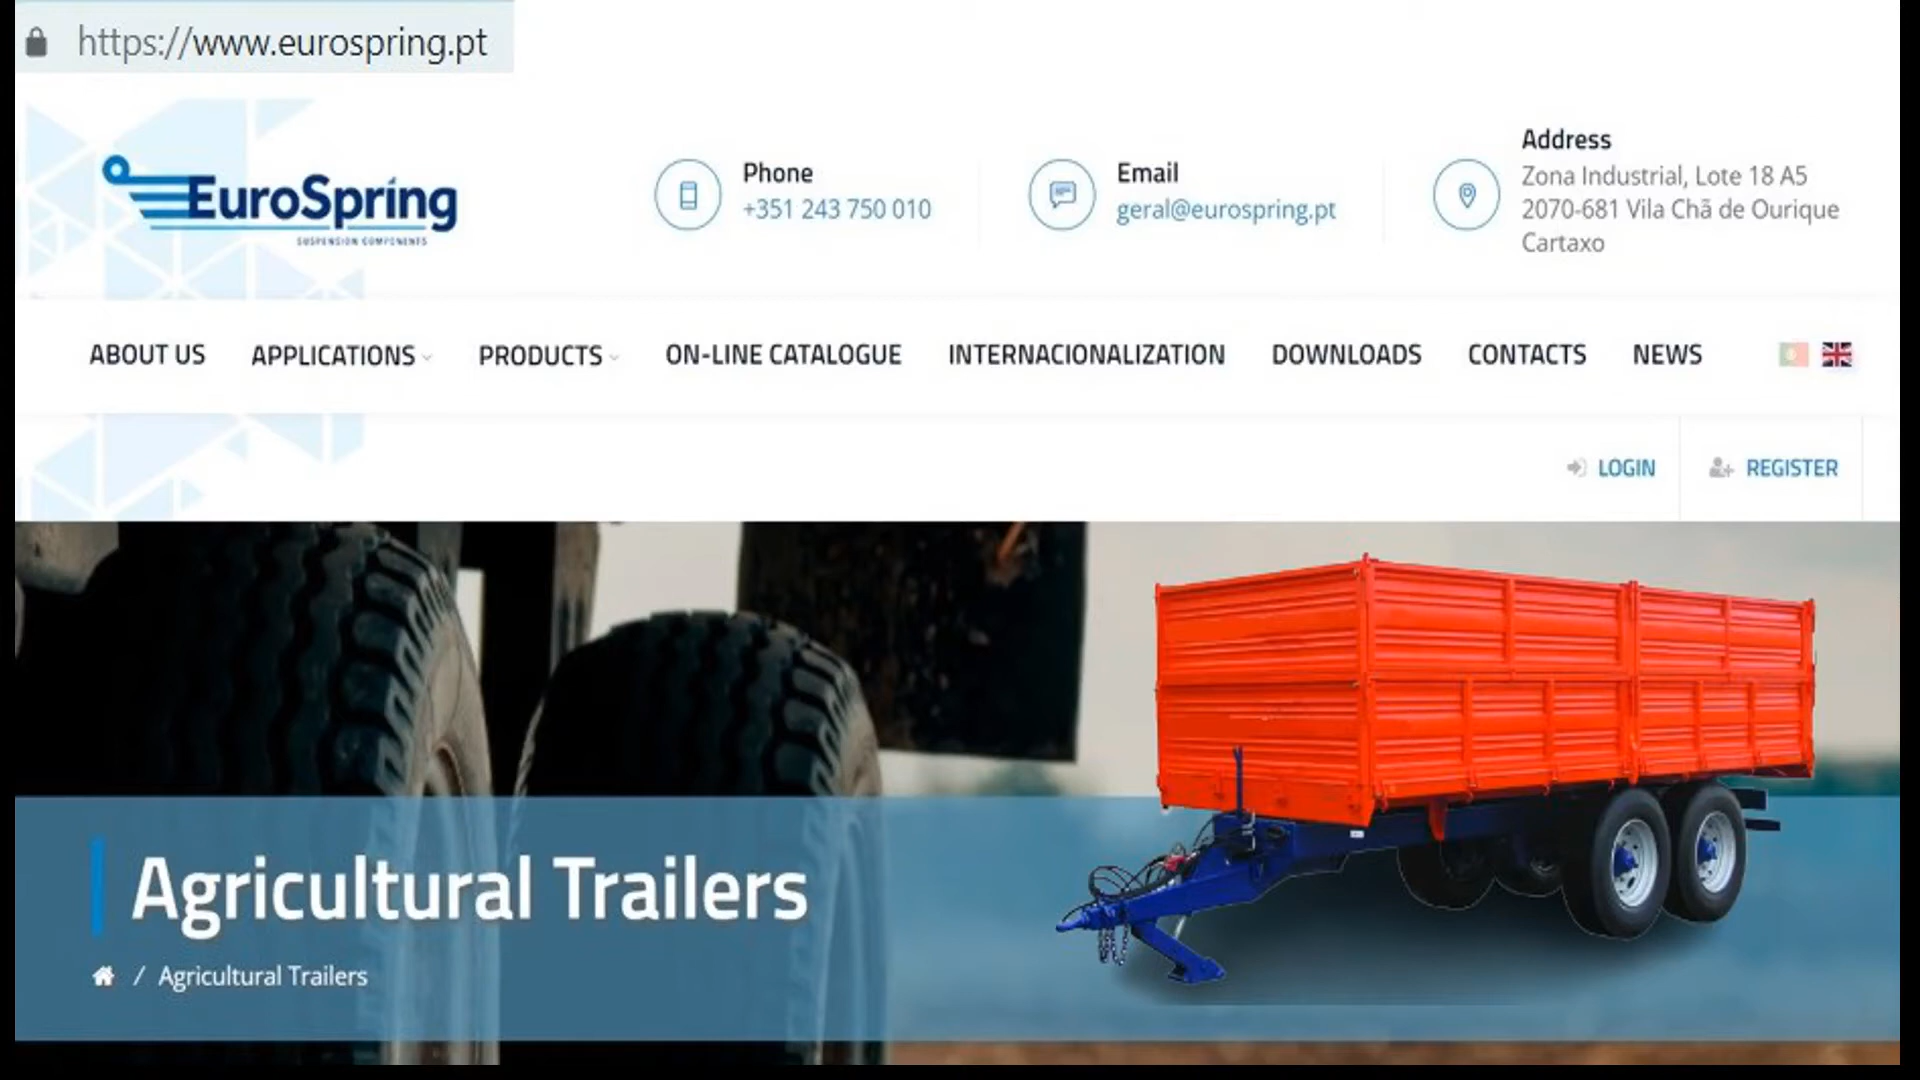 https://www.eurospring.pt
EuroSpring
SUSPENSION COMPONENTS
Phone
+351 243 750 010
Email
geral@eurospring.pt
Address
Zona Industrial, Lote 18 A5
2070-681 Vila Chã de Ourique
Cartaxo
ABOUT US
APPLICATIONS
PRODUCTS
ON-LINE CATALOGUE
INTERNACIONALIZATION
DOWNLOADS
CONTACTS
NEWS
LOGIN
REGISTER
Agricultural Trailers
/ Agricultural Trailers